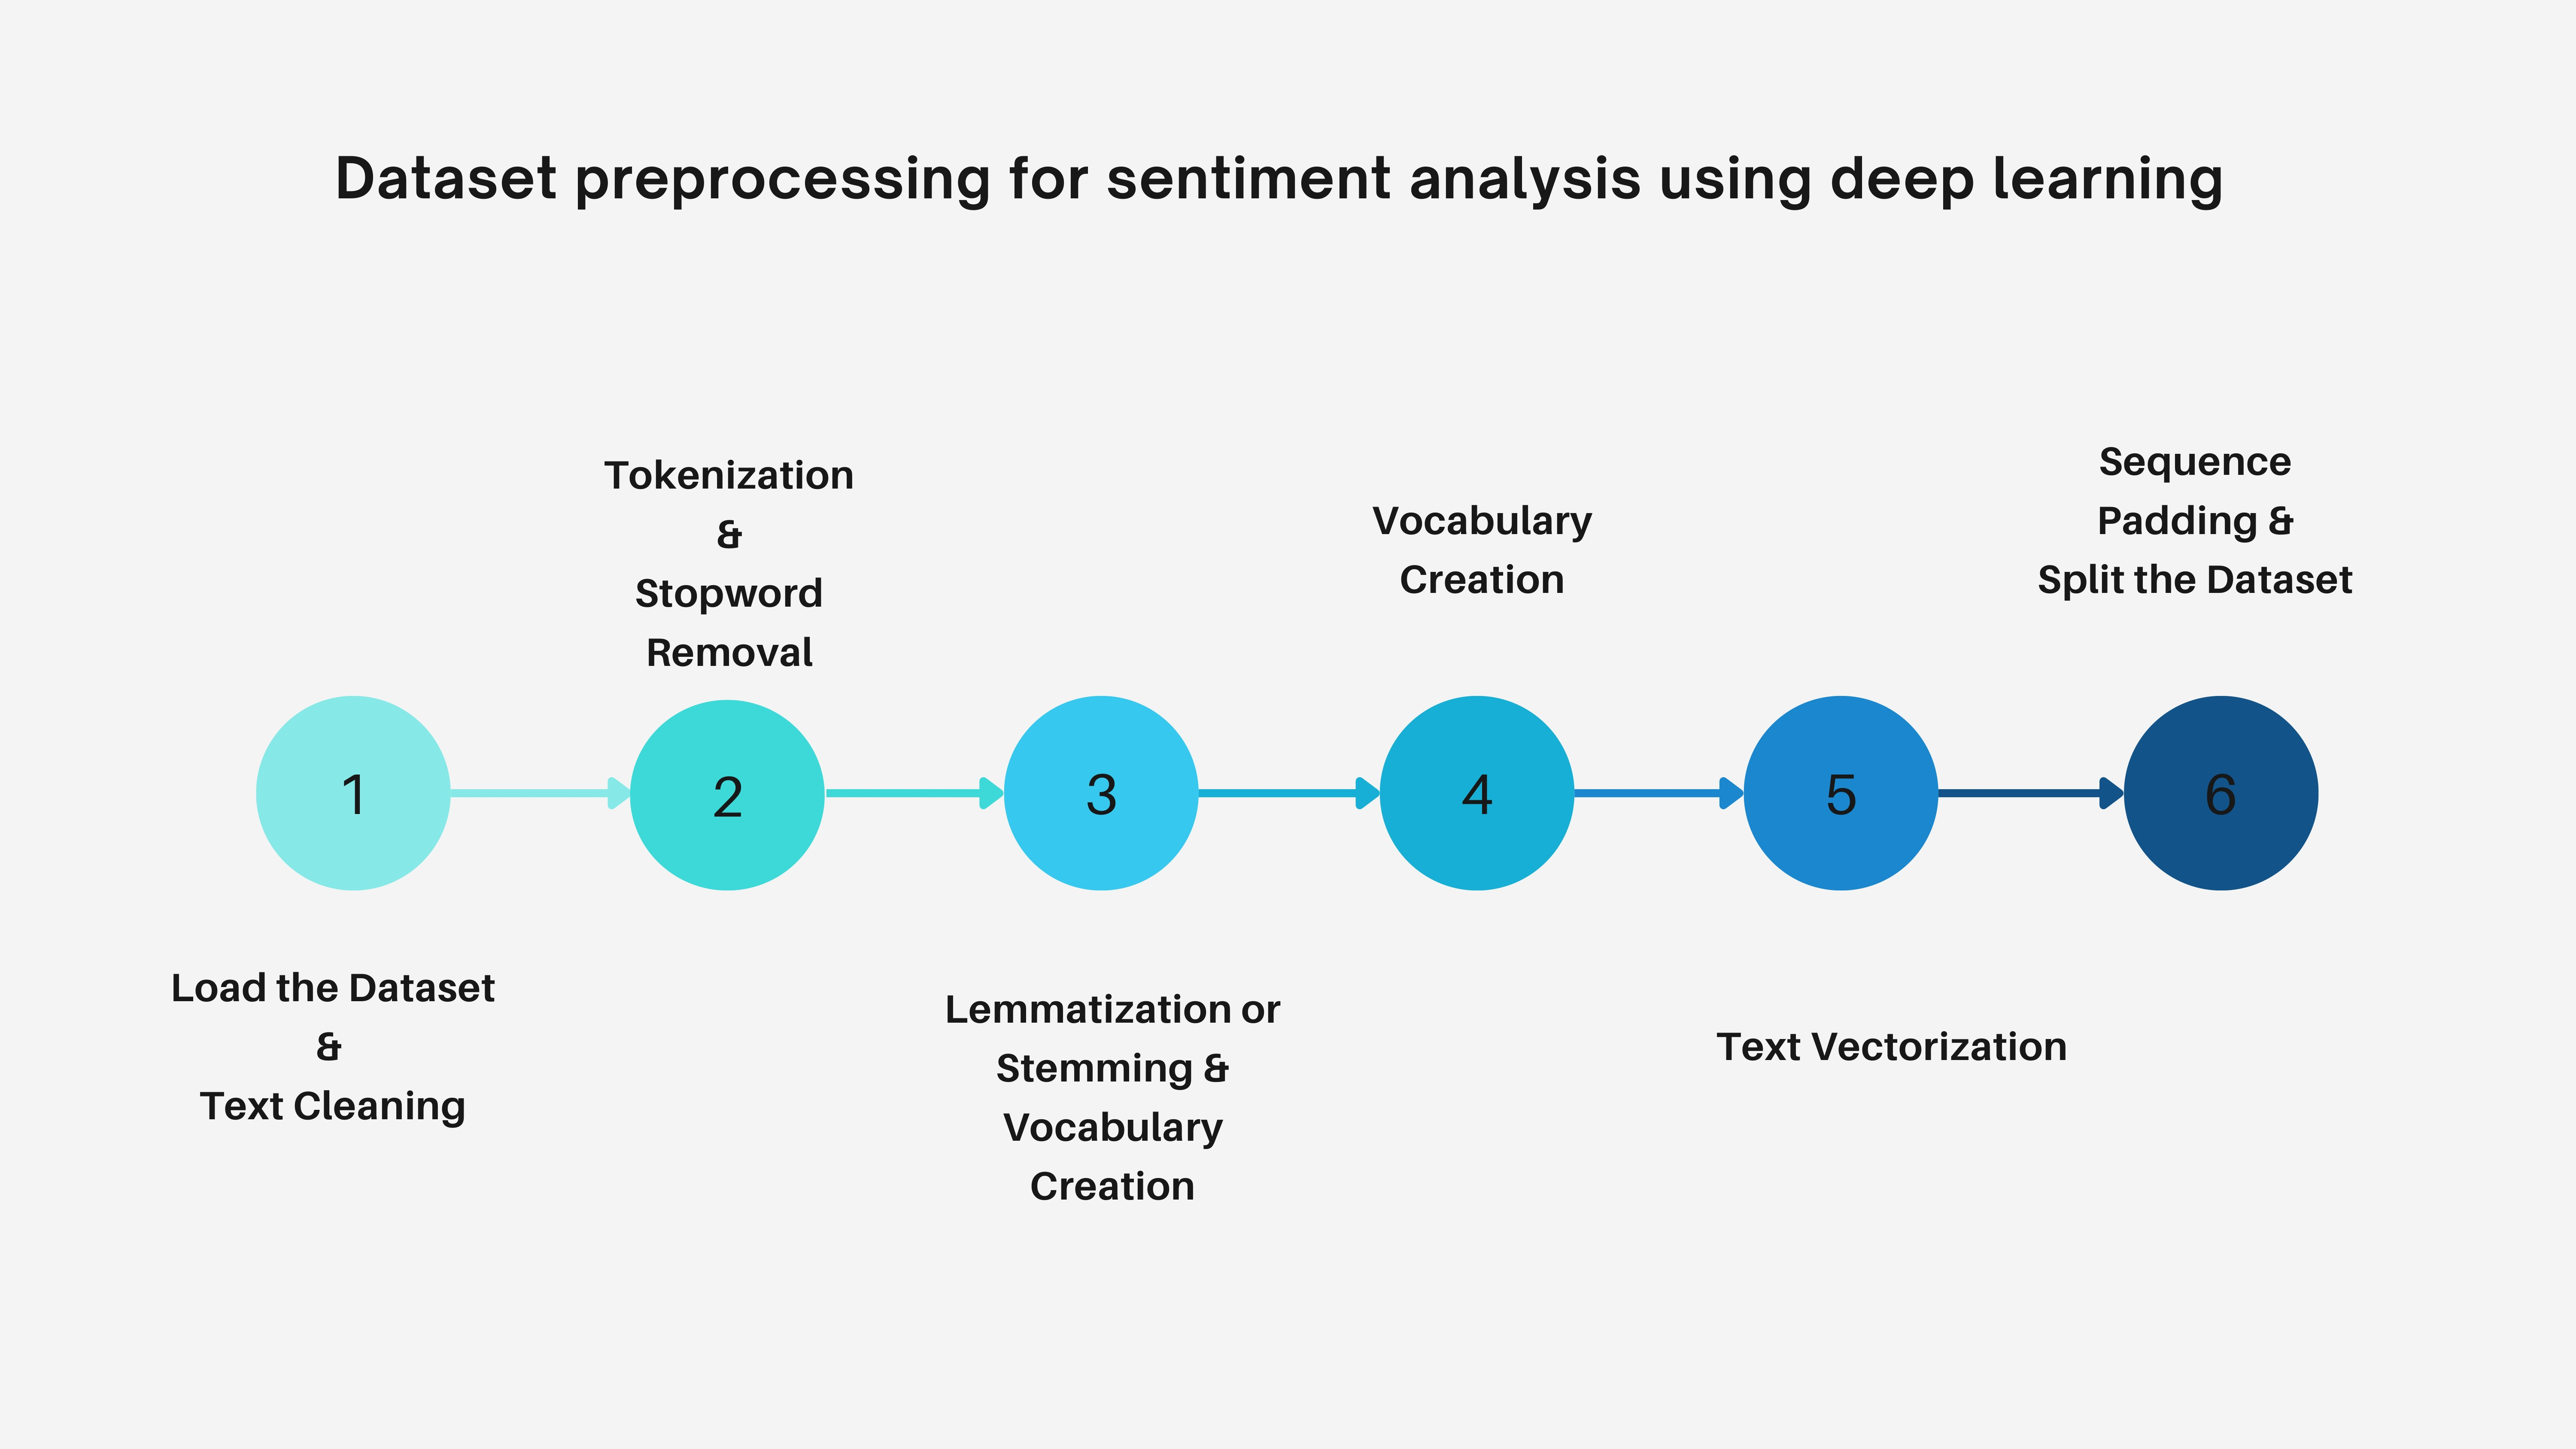 Dataset preprocessing for sentiment analysis using deep learning
1
Load the Dataset
&
Text Cleaning
2
Tokenization
&
Stopword
Removal
3
Lemmatization or
Stemming &
Vocabulary
Creation
4
Vocabulary
Creation
5
Text Vectorization
6
Sequence
Padding &
Split the Dataset